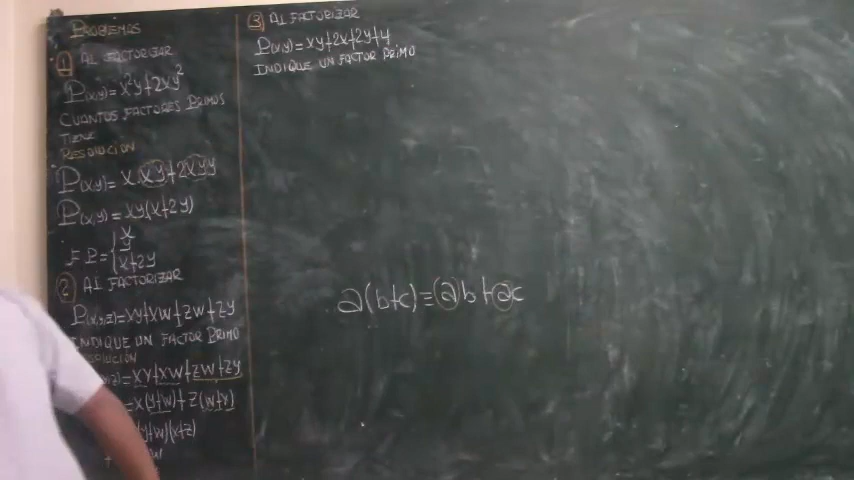 PROBLEMAS
1 AL FACTORIZAR
P(x,y)=x²y+2xy²
CUANTOS FACTORES PRIMOS
TIENE
RESOLUCION
P(x,y)=x.xy+2xyy
P(x,y)=xy(x+2y)
F P={x
y
x+2y
2 AL FACTORIZAR
P(x,y,z)=xy+xw+zw+zy
INDIQUE UN FACTOR PRIMO
=xy+xw+zw+zy
=x(y+w)+z(w+y)
(y+w)(x+z)
3 AL FACTORIZAR
P(x,y)=xy+2x+2y+4
INDIQUE UN FACTOR PRIMO
a(b+c)=ab+ac